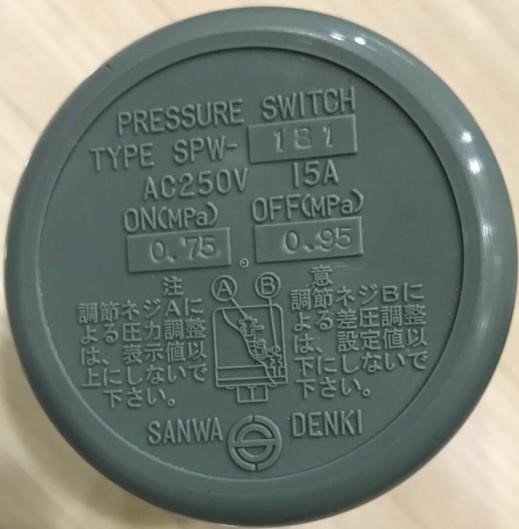 PRESSURE SWITCH
TYPE SPW- 181
AC250V 15A
ON(MPa) OFF(MPa)
0.75 0.95
注 意
A B
調節ネジAに
よる圧力調整
は、表示値以
上にしないで
下さい。
調節ネジBに
よる差圧調整
は、設定値以
下にしないで
下さい。
SANWA DENKI